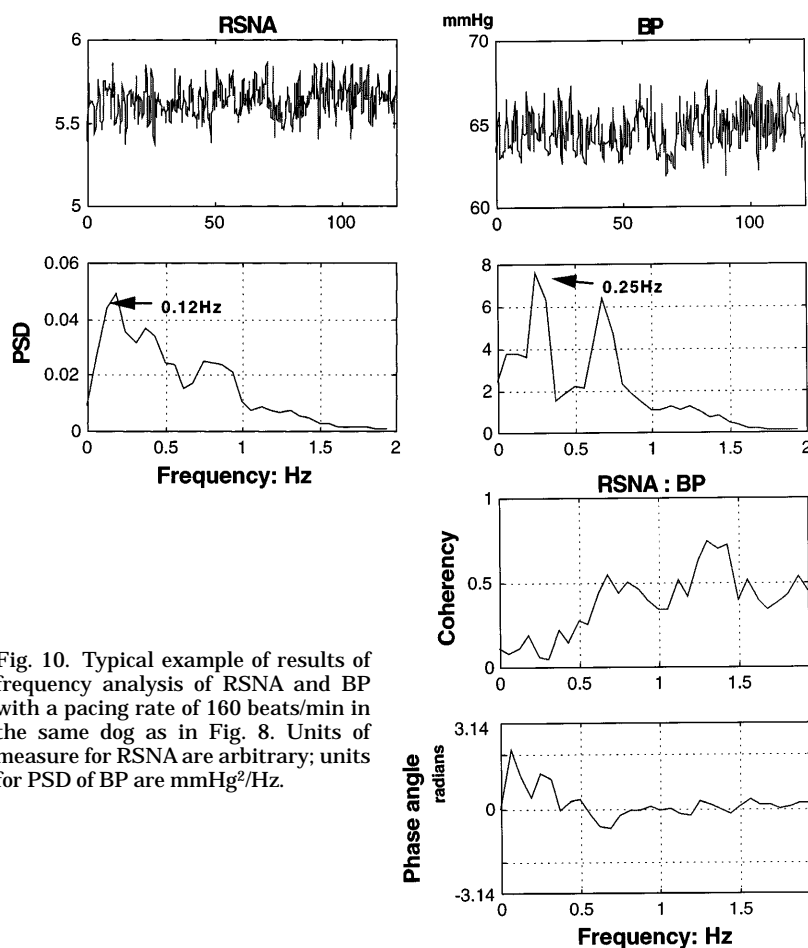 RSNA
6
5.5
5
0
50
100
mmHg
BP
70
65
60
0
50
100
PSD
0.06
0.04
0.02
0
0.12Hz
0
0.5
1
1.5
2
Frequency: Hz
8
6
4
2
0
0.25Hz
0
0.5
1
1.5
2
RSNA : BP
Coherency
1
0.5
0
0
0.5
1
1.5
Fig. 10. Typical example of results of
frequency analysis of RSNA and BP
with a pacing rate of 160 beats/min in
the same dog as in Fig. 8. Units of
measure for RSNA are arbitrary; units
for PSD of BP are mmHg²/Hz.
Phase angle
radians
3.14
0
-3.14
0
0.5
1
1.5
Frequency: Hz